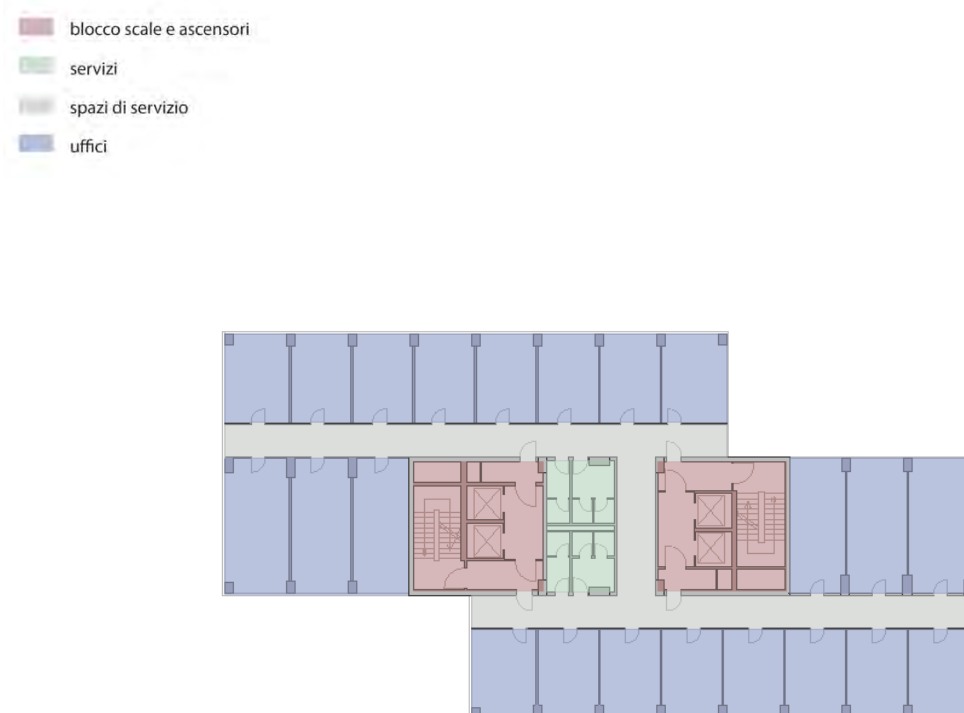 blocco scale e ascensori
servizi
spazi di servizio
uffici